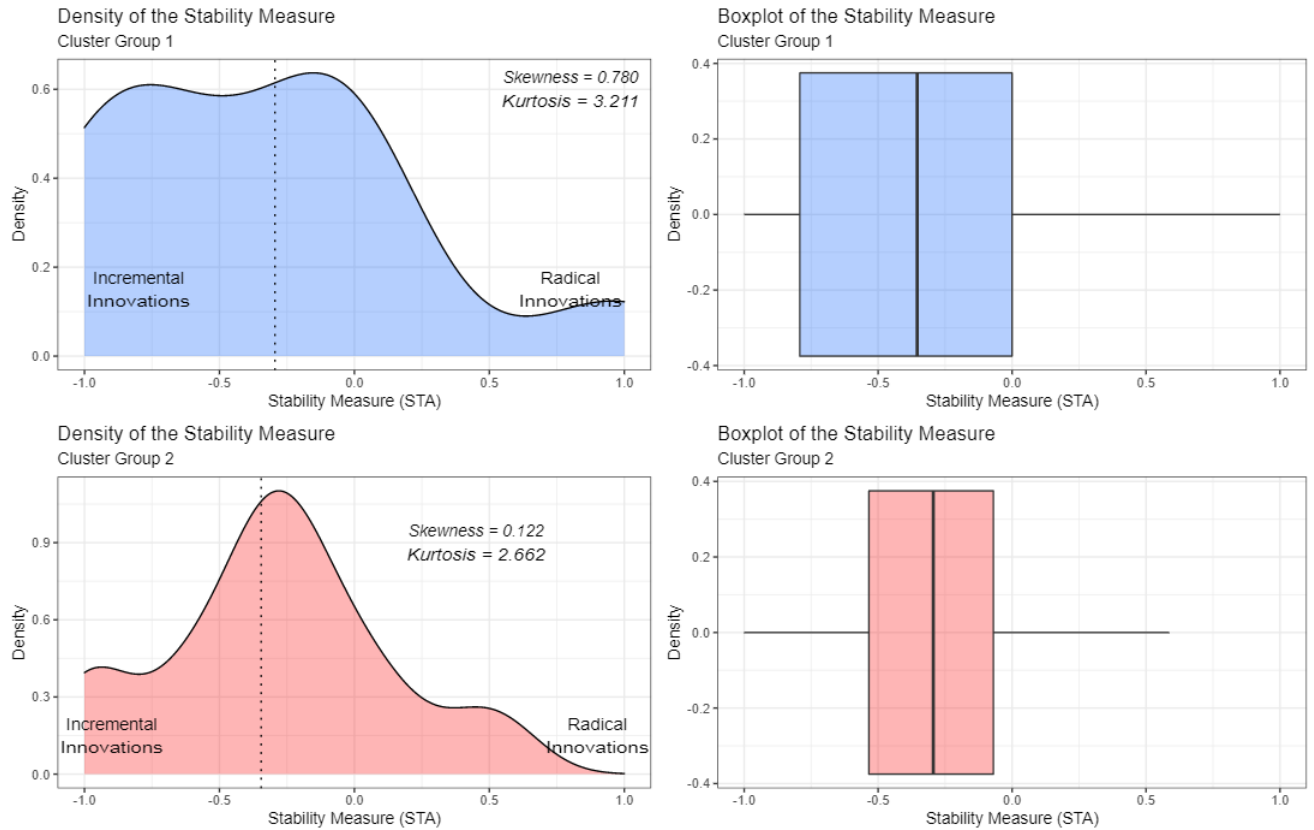 Density of the Stability Measure
Cluster Group 1
Skewness = 0.780
Kurtosis = 3.211
Incremental
Innovations
Radical
Innovations
Density
0.6
0.4
0.2
0.0
-1.0
-0.5
0.0
0.5
1.0
Stability Measure (STA)
Boxplot of the Stability Measure
Cluster Group 1
Density
0.4
0.2
0.0
-0.2
-0.4
-1.0
-0.5
0.0
0.5
1.0
Stability Measure (STA)
Density of the Stability Measure
Cluster Group 2
Skewness = 0.122
Kurtosis = 2.662
Incremental
Innovations
Radical
Innovations
Density
0.9
0.6
0.3
0.0
-1.0
-0.5
0.0
0.5
1.0
Stability Measure (STA)
Boxplot of the Stability Measure
Cluster Group 2
Density
0.4
0.2
0.0
-0.2
-0.4
-1.0
-0.5
0.0
0.5
1.0
Stability Measure (STA)